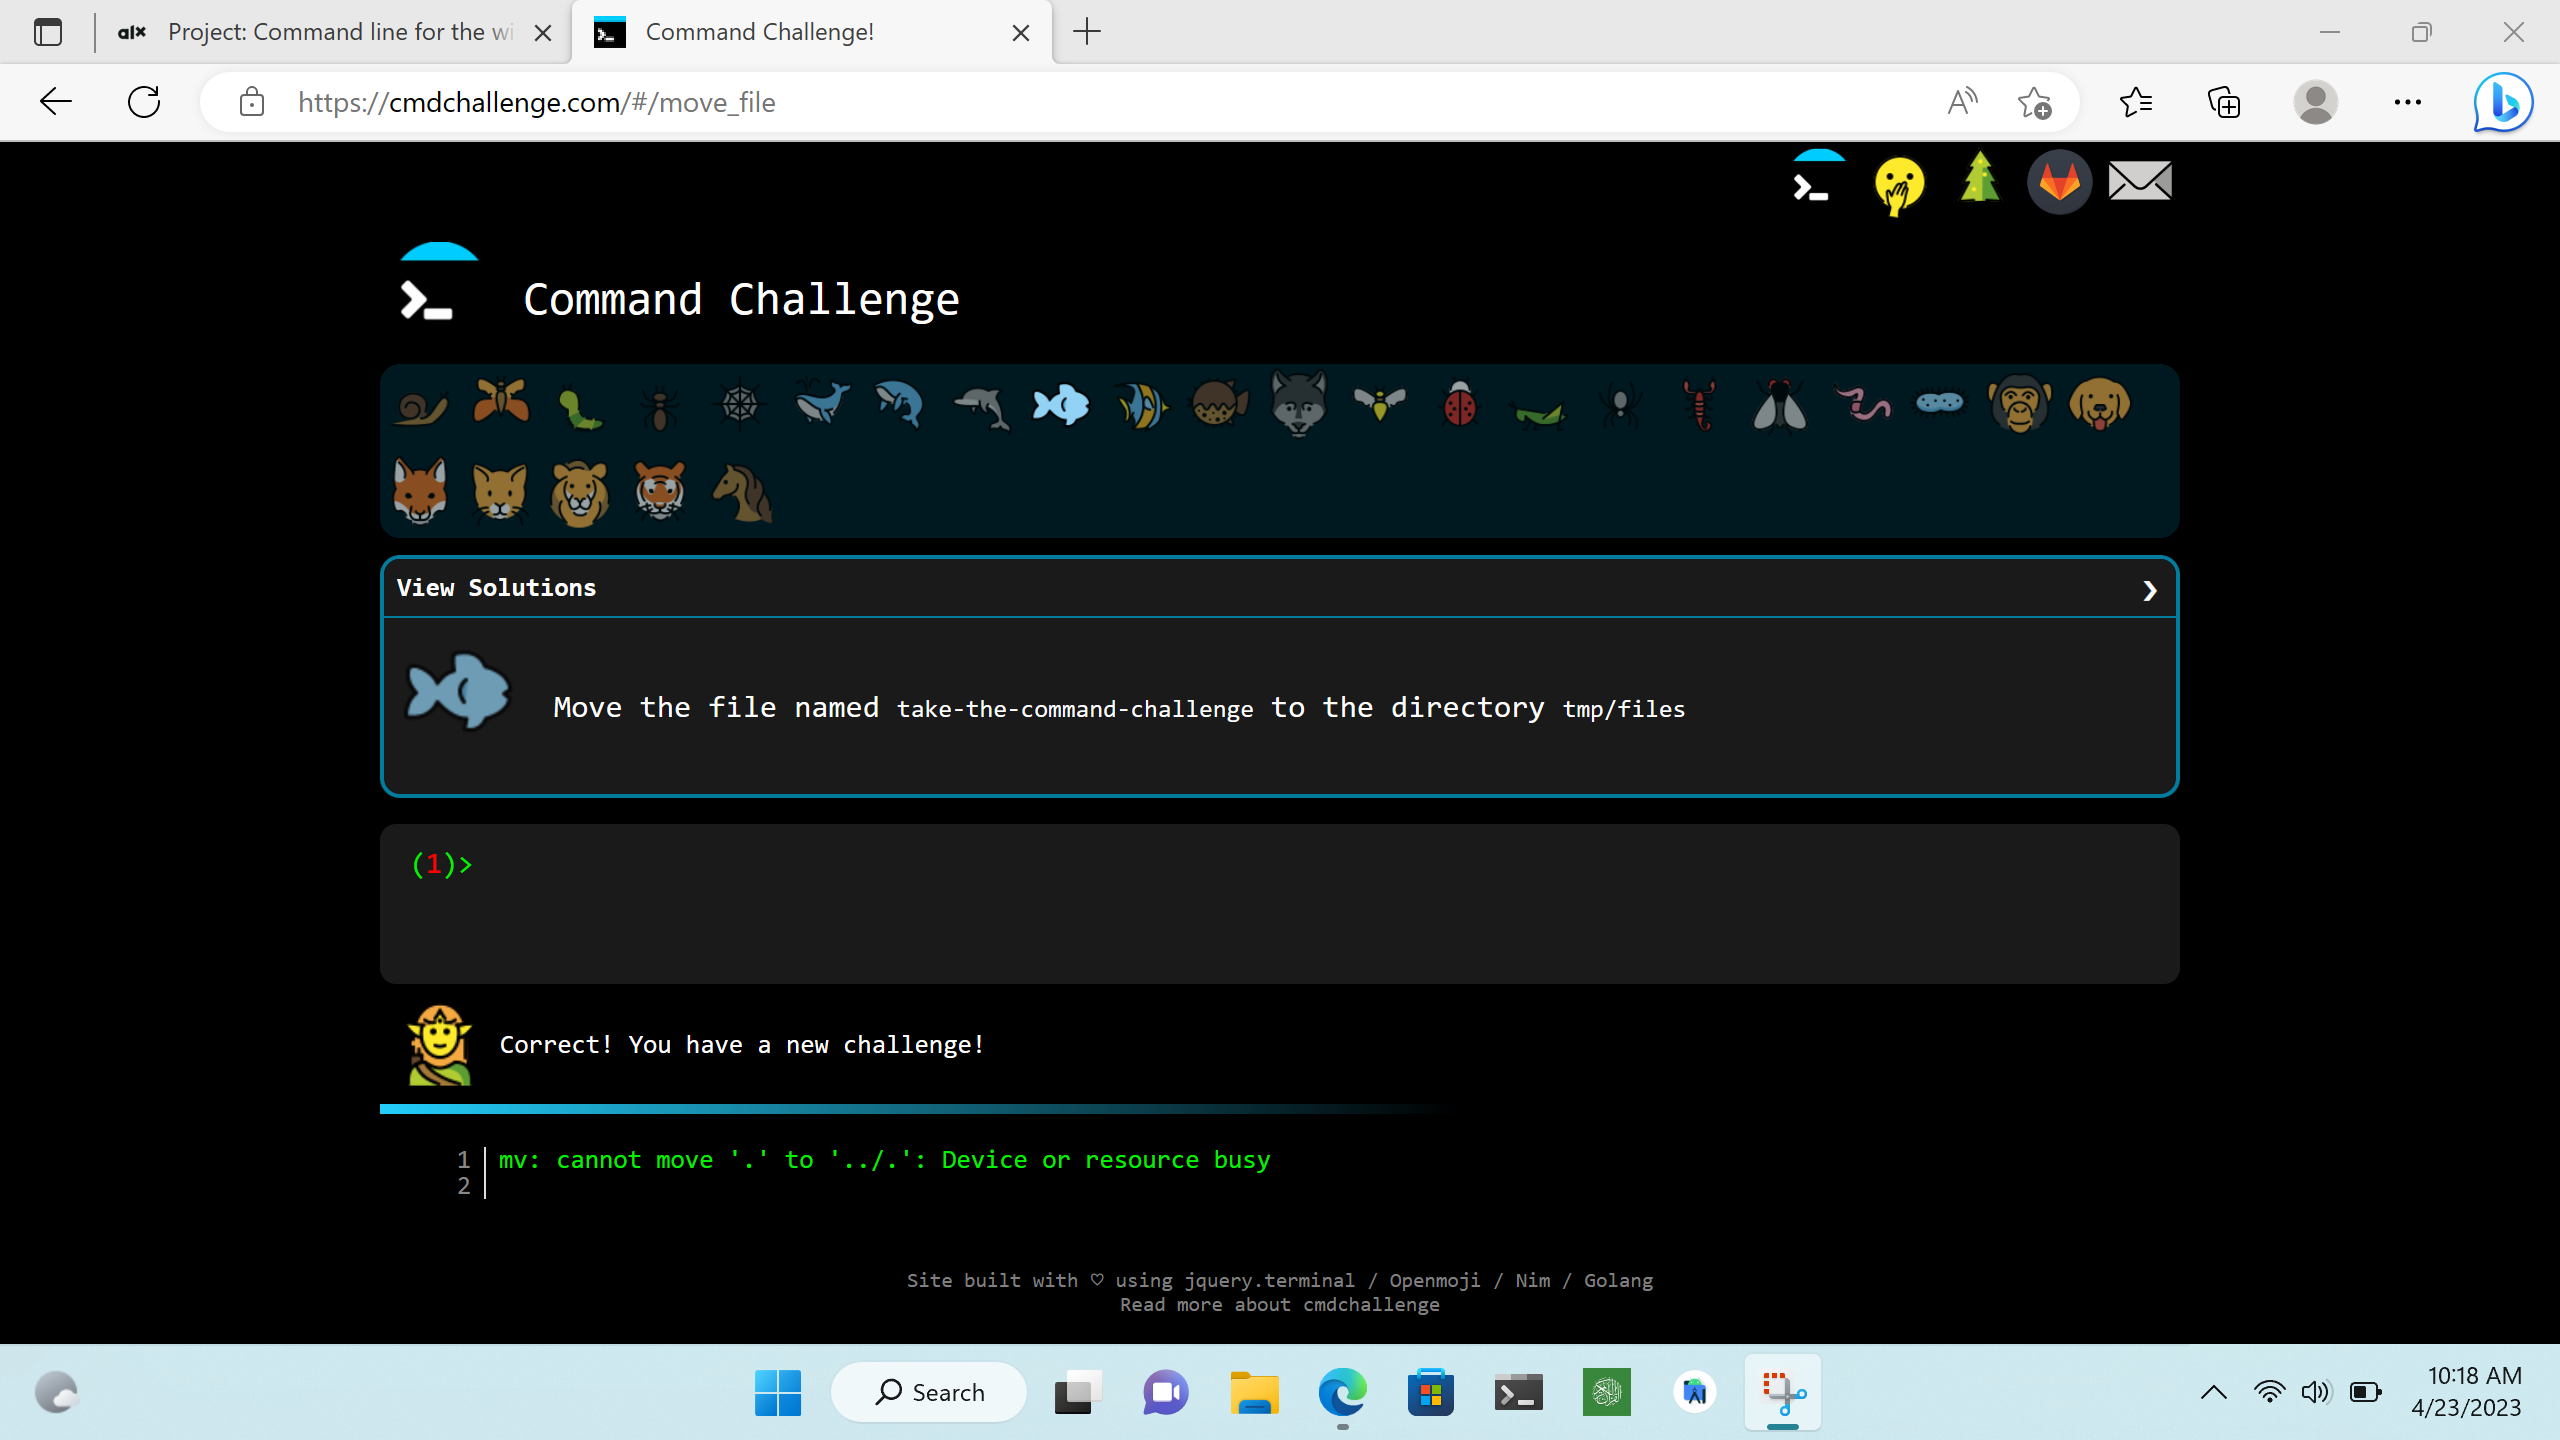 alx Project: Command line for the wi
Command Challenge!
https://cmdchallenge.com/#/move_file
Command Challenge
View Solutions
Move the file named take-the-command-challenge to the directory tmp/files
(1)>
Correct! You have a new challenge!
1 mv: cannot move '.' to '../.': Device or resource busy
2
Site built with ♡ using jquery.terminal / Openmoji / Nim / Golang
Read more about cmdchallenge
Search
10:18 AM
4/23/2023